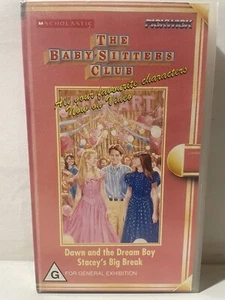 SCHOLASTIC
THE
BABY-SITTERS
CLUB
All your favourite characters
Now on Video
Dawn and the Dream Boy
Stacey's Big Break
G
FOR GENERAL EXHIBITION